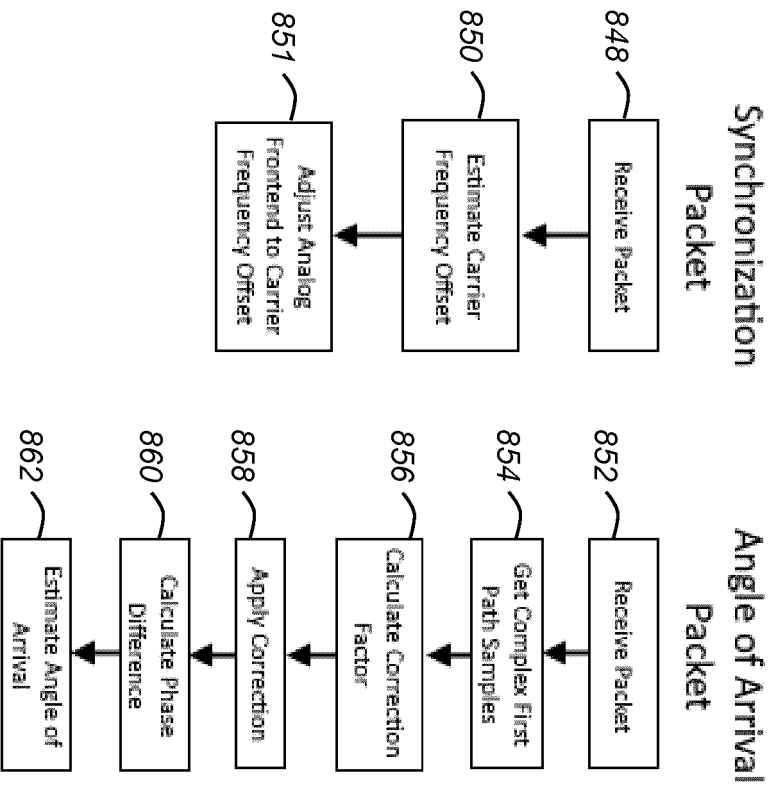 Synchronization
Packet
848
Receive Packet
850
Estimate Carrier
Frequency Offset
851
Adjust Analog
Frontend to Carrier
Frequency Offset
Angle of Arrival
Packet
852
Receive Packet
854
Get Complex First
Path Samples
856
Calculate Correction
Factor
858
Apply Correction
860
Calculate Phase
Difference
862
Estimate Angle of
Arrival